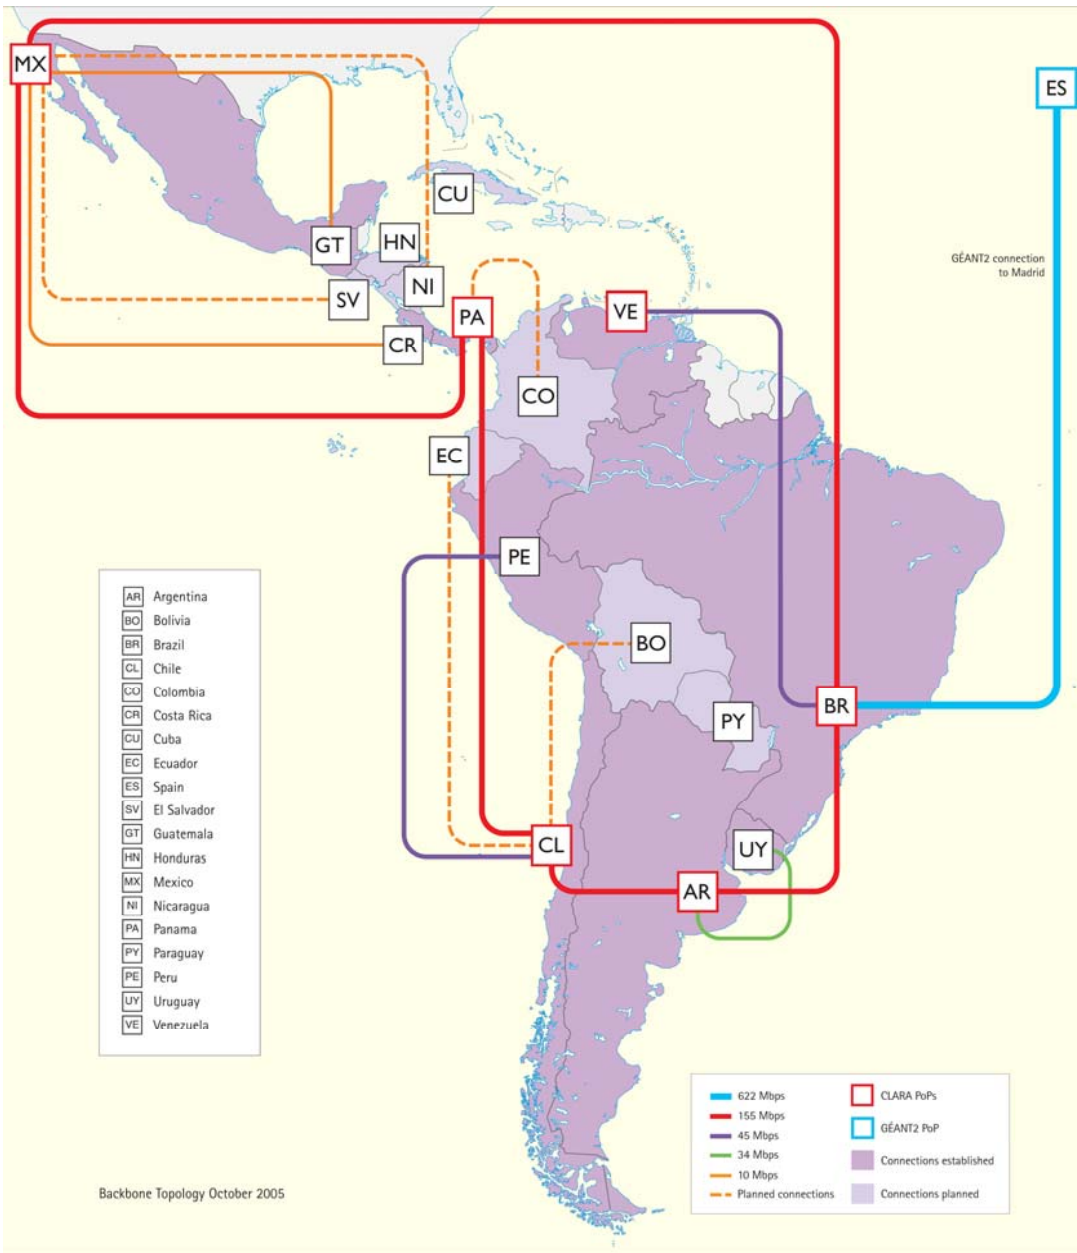 MX
ES
CU
GT
HN
GÉANT2 connection
to Madrid
SV
NI
PA
VE
CR
CO
EC
PE
BO
BR
PY
CL
UY
AR
AR Argentina
BO Bolivia
BR Brazil
CL Chile
CO Colombia
CR Costa Rica
CU Cuba
EC Ecuador
ES Spain
SV El Salvador
GT Guatemala
HN Honduras
MX Mexico
NI Nicaragua
PA Panama
PY Paraguay
PE Peru
UY Uruguay
VE Venezuela
622 Mbps
155 Mbps
45 Mbps
34 Mbps
10 Mbps
Planned connections
CLARA PoPs
GÉANT2 PoP
Connections established
Connections planned
Backbone Topology October 2005